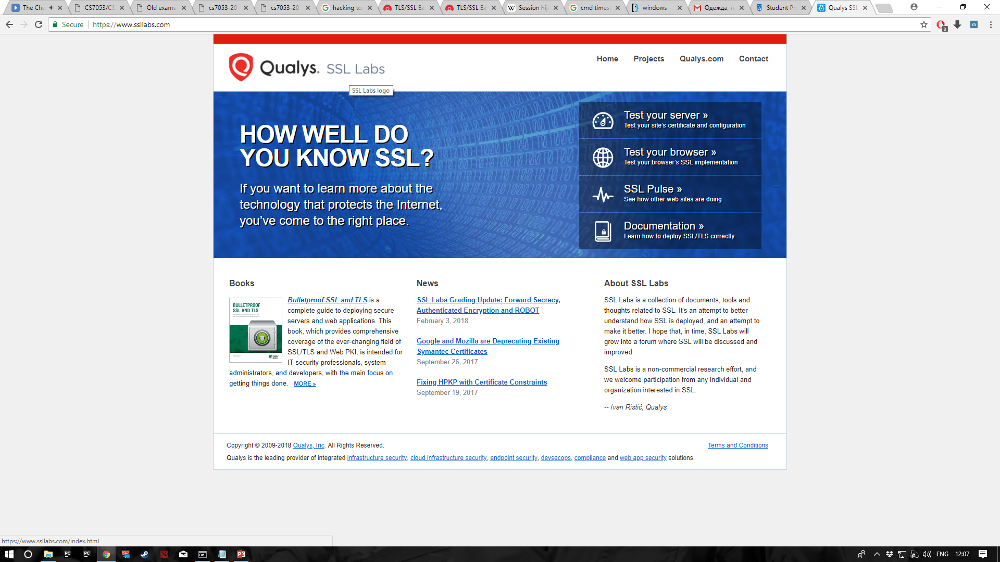 The Che
CS7053/CS
Old exams
cs7053-201
cs7053-201
hacking too
TLS/SSL Ex
TLS/SSL Ex
Session hij
cmd timest
windows -
Одежда, н
Student Pr
Qualys SSL
Secure
https://www.ssllabs.com
3
Qualys. SSL Labs
Home
Projects
Qualys.com
Contact
SSL Labs logo
HOW WELL DO
YOU KNOW SSL?
If you want to learn more about the
technology that protects the Internet,
you’ve come to the right place.
Test your server »
Test your site's certificate and configuration
Test your browser »
Test your browser's SSL implementation
SSL Pulse »
See how other web sites are doing
Documentation »
Learn how to deploy SSL/TLS correctly
Books
BULLETPROOF
SSL AND TLS
Bulletproof SSL and TLS is a
complete guide to deploying secure
servers and web applications. This
book, which provides comprehensive
coverage of the ever-changing field of
SSL/TLS and Web PKI, is intended for
IT security professionals, system
administrators, and developers, with the main focus on
getting things done. MORE »
News
SSL Labs Grading Update: Forward Secrecy,
Authenticated Encryption and ROBOT
February 3, 2018
Google and Mozilla are Deprecating Existing
Symantec Certificates
September 26, 2017
Fixing HPKP with Certificate Constraints
September 19, 2017
About SSL Labs
SSL Labs is a collection of documents, tools and
thoughts related to SSL. It's an attempt to better
understand how SSL is deployed, and an attempt to
make it better. I hope that, in time, SSL Labs will
grow into a forum where SSL will be discussed and
improved.
SSL Labs is a non-commercial research effort, and
we welcome participation from any individual and
organization interested in SSL.
-- Ivan Ristić, Qualys
Copyright © 2009-2018 Qualys, Inc. All Rights Reserved.
Terms and Conditions
Qualys is the leading provider of integrated infrastructure security, cloud infrastructure security, endpoint security, devsecops, compliance and web app security solutions.
https://www.ssllabs.com/index.html
PC
PC
ENG
12:07